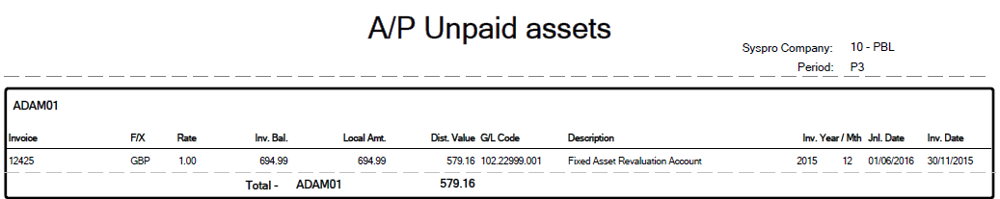 A/P Unpaid assets
Syspro Company: 10 - PBL
Period: P3
ADAM01
Invoice F/X Rate Inv. Bal. Local Amt. Dist. Value G/L Code Description Inv. Year / Mth Jnl. Date Inv. Date
12425 GBP 1.00 694.99 694.99 579.16 102.22999.001 Fixed Asset Revaluation Account 2015 12 01/06/2016 30/11/2015
Total - ADAM01 579.16